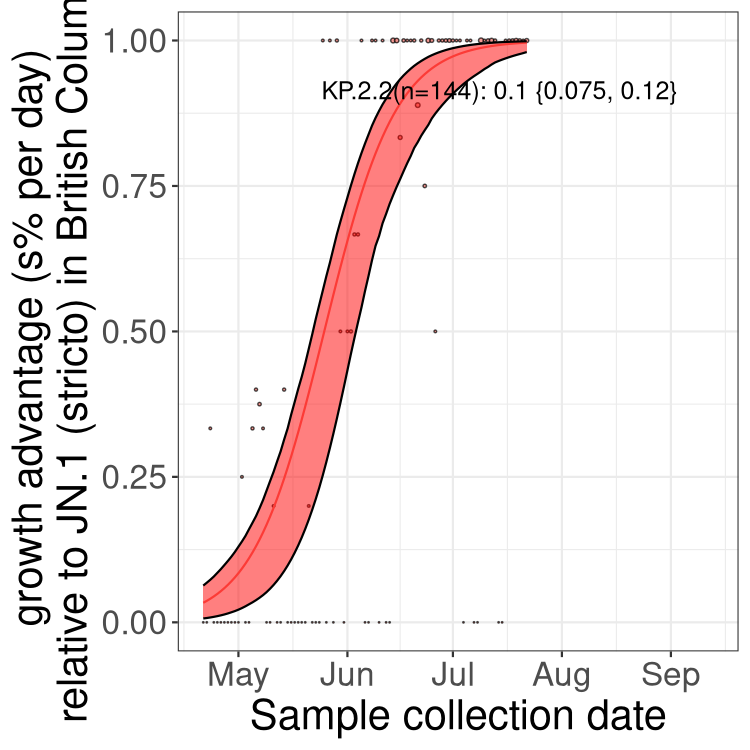 growth advantage (s% per day)
relative to JN.1 (stricto) in British Colum
1.00
0.75
0.50
0.25
0.00
KP.2.2(n=144): 0.1 {0.075, 0.12}
May Jun Jul Aug Sep
Sample collection date